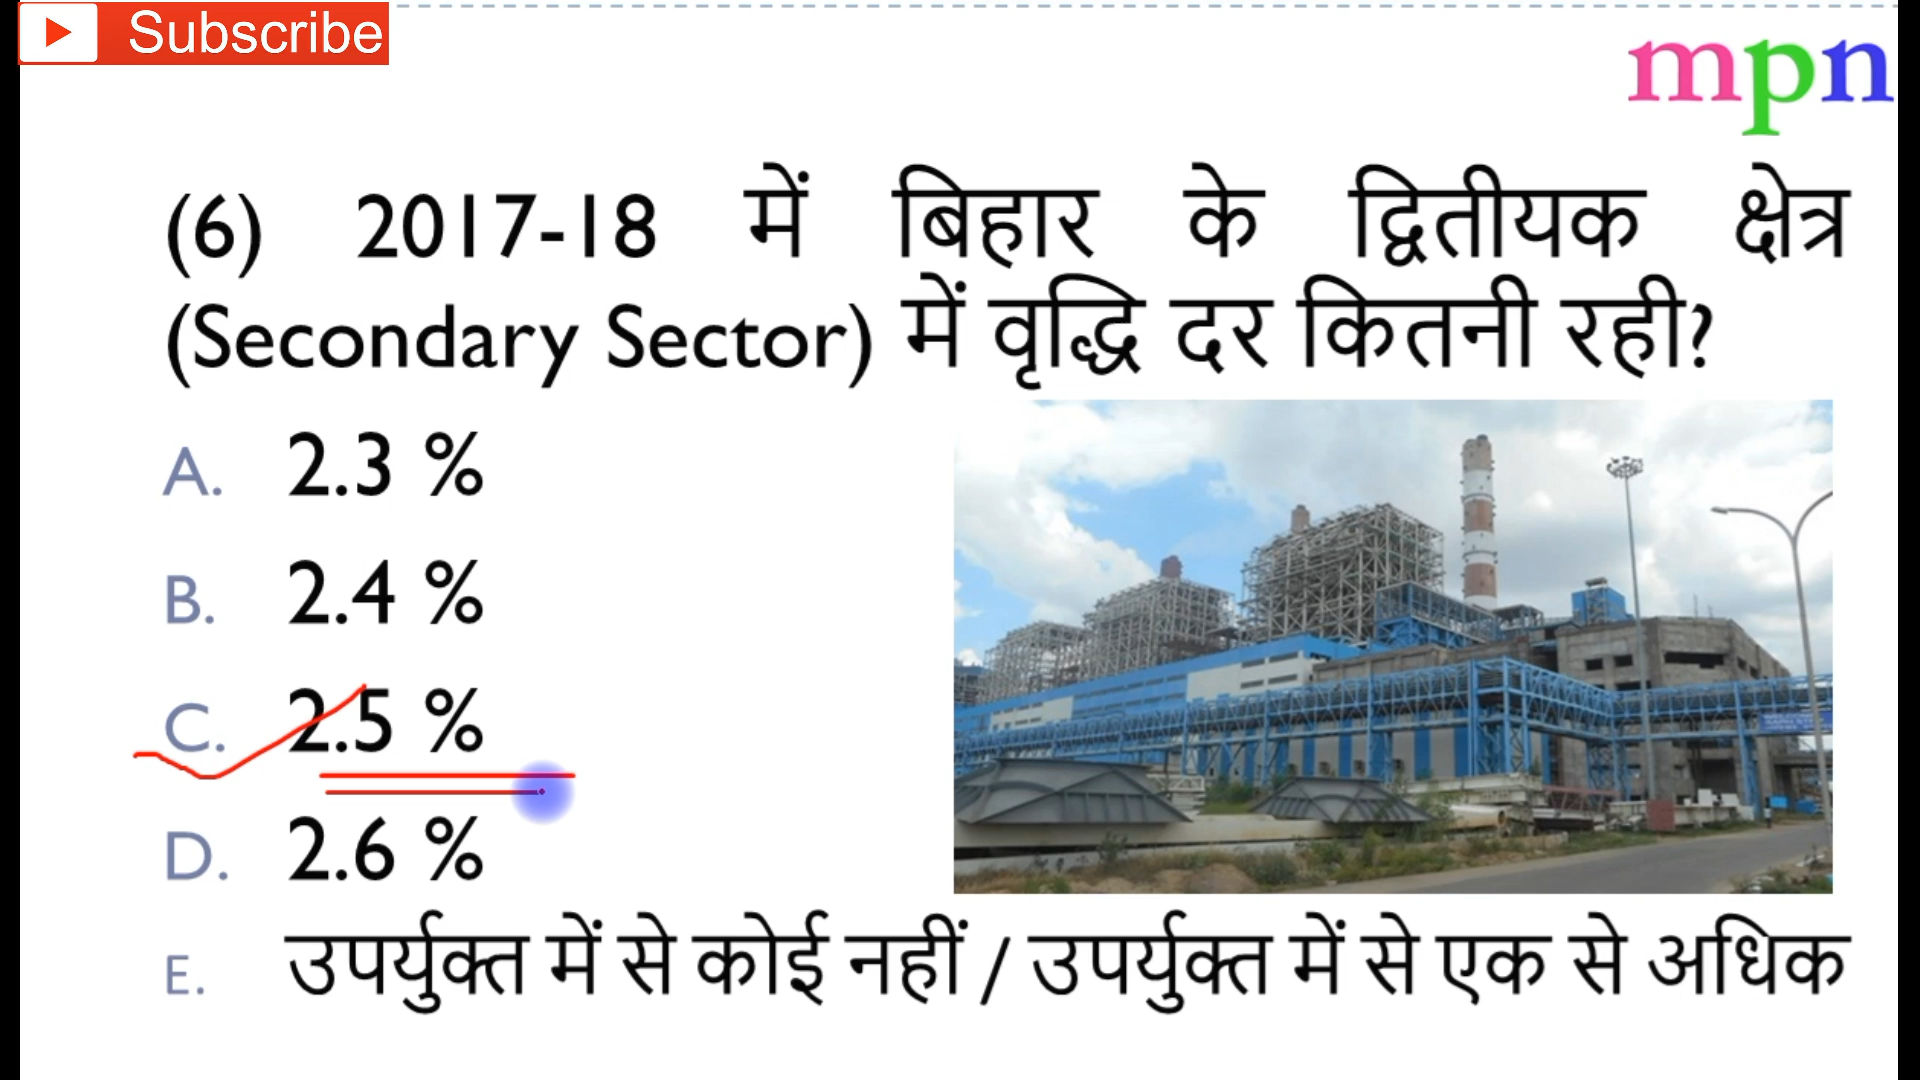 Subscribe
mpn
(6) 2017-18 में बिहार के द्वितीयक क्षेत्र
(Secondary Sector) में वृद्धि दर कितनी रही?
A. 2.3 %
B. 2.4 %
C. 2.5 %
D. 2.6 %
E. उपर्युक्त में से कोई नहीं / उपर्युक्त में से एक से अधिक